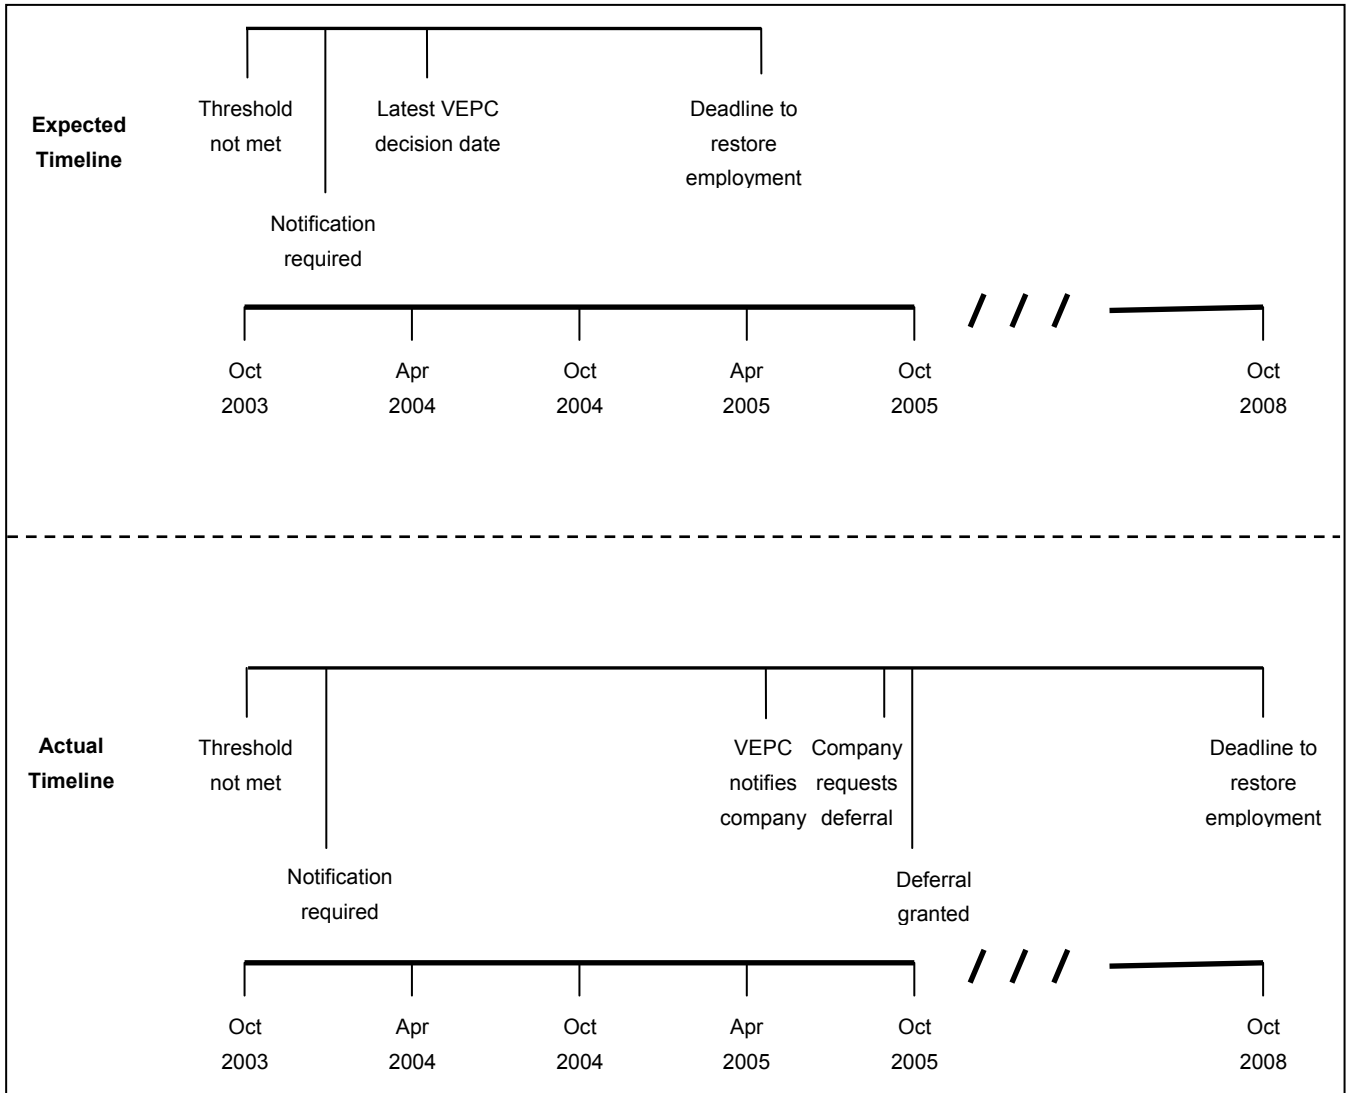 Expected
Timeline
Threshold
not met
Notification
required
Latest VEPC
decision date
Deadline to
restore
employment
Oct
2003
Apr
2004
Oct
2004
Apr
2005
Oct
2005
Oct
2008
Actual
Timeline
Threshold
not met
Notification
required
VEPC
notifies
company
Company
requests
deferral
Deferral
granted
Deadline to
restore
employment
Oct
2003
Apr
2004
Oct
2004
Apr
2005
Oct
2005
Oct
2008